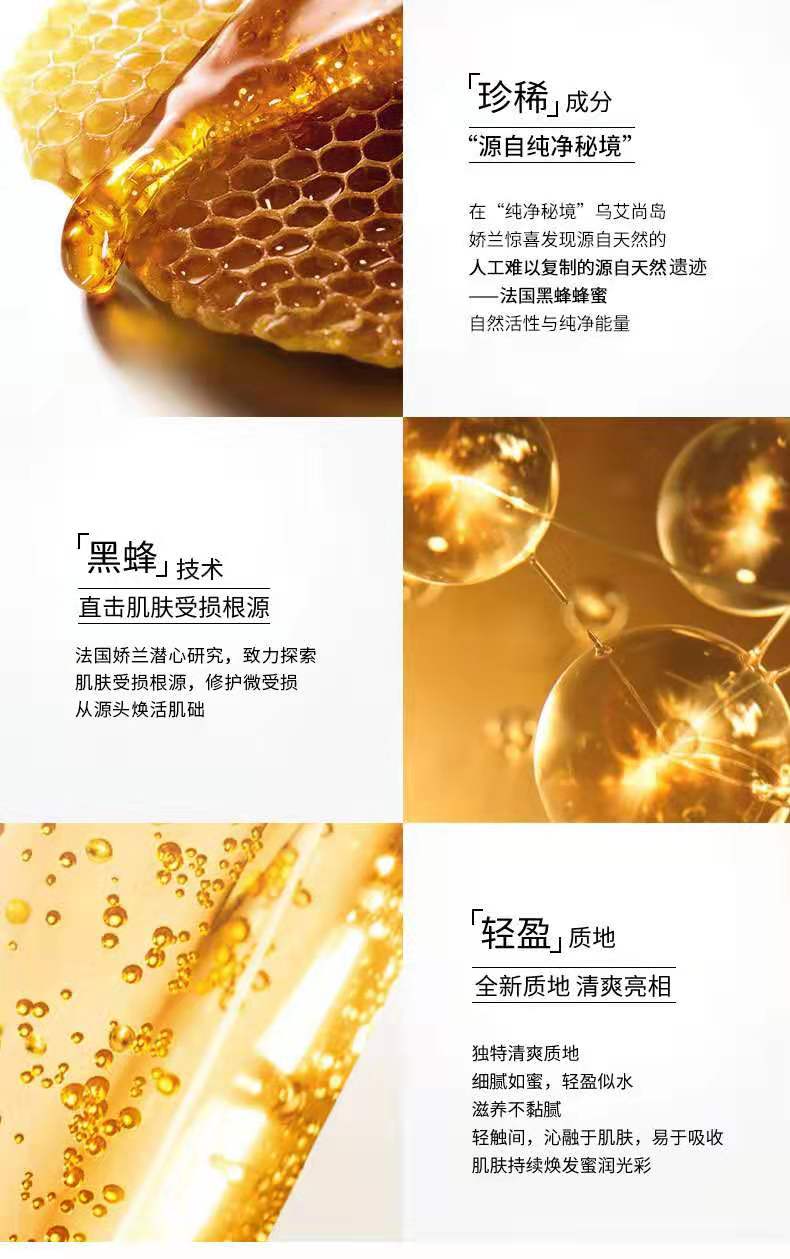 「珍稀」成分
“源自纯净秘境”
在“纯净秘境”乌艾尚岛
娇兰惊喜发现源自天然的
人工难以复制的源自天然遗迹
——法国黑蜂蜂蜜
自然活性与纯净能量
「黑蜂」技术
直击肌肤受损根源
法国娇兰潜心研究，致力探索
肌肤受损根源，修护微受损
从源头焕活肌础
「轻盈」质地
全新质地 清爽亮相
独特清爽质地
细腻如蜜，轻盈似水
滋养不黏腻
轻触间，沁融于肌肤，易于吸收
肌肤持续焕发蜜润光彩